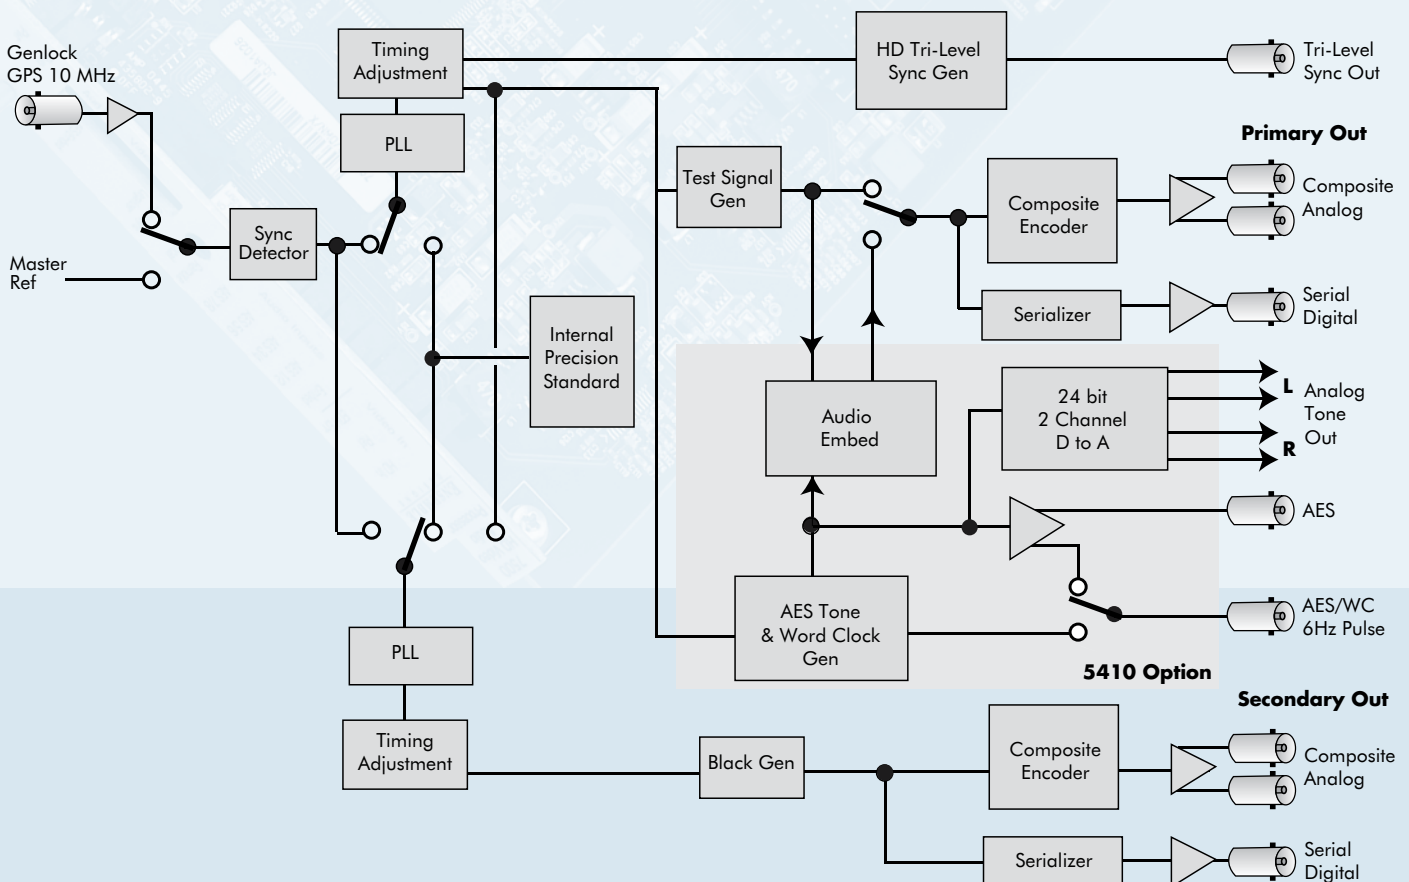 Genlock
GPS 10 MHz
Master
Ref
Sync
Detector
Timing
Adjustment
PLL
Internal
Precision
Standard
PLL
Timing
Adjustment
HD Tri-Level
Sync Gen
Tri-Level
Sync Out
Primary Out
Test Signal
Gen
Composite
Encoder
Composite
Analog
Serializer
Serial
Digital
Audio
Embed
24 bit
2 Channel
D to A
L
R
Analog
Tone
Out
AES
AES Tone
& Word Clock
Gen
AES/WC
6Hz Pulse
5410 Option
Secondary Out
Black Gen
Composite
Encoder
Composite
Analog
Serializer
Serial
Digital